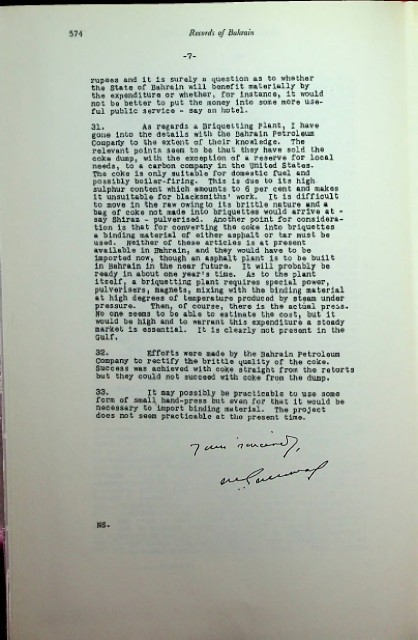 574 Records of Bahrain
-7-
rupees and it is surely a question as to whether
the State of Bahrain will benefit materially by
the expenditure or whether, for instance, it would
not be better to put the money into some more use-
ful public service - say an hotel.
31. As regards a Briquetting Plant, I have
gone into the details with the Bahrain Petroleum
Company to the extent of their knowledge. The
relevant points seem to be that they have sold the
coke dump, with the exception of a reserve for local
needs, to a carbon company in the United States.
The coke is only suitable for domestic fuel and
possibly boiler-firing. This is due to its high
sulphur content which amounts to 6 per cent and makes
it unsuitable for blacksmiths' work. It is difficult
to move in the raw owing to its brittle nature and a
bag of coke not made into briquettes would arrive at -
say Shiraz - pulverised. Another point for considera-
tion is that for converting the coke into briquettes
a binding material of either asphalt or tar must be
used. Neither of these articles is at present
available in Bahrain, and they would have to be
imported now, though an asphalt plant is to be built
in Bahrain in the near future. It will probably be
ready in about one year's time. As to the plant
itself, a briquetting plant requires special power,
pulverisers, magnets, mixing with the binding material
at high degrees of temperature produced by steam under
pressure. Then, of course, there is the actual press.
No one seems to be able to estimate the cost, but it
would be high and to warrant this expenditure a steady
market is essential. It is clearly not present in the
Gulf.
32. Efforts were made by the Bahrain Petroleum
Company to rectify the brittle quality of the coke.
Success was achieved with coke straight from the retorts
but they could not succeed with coke from the dump.
33. It may possibly be practicable to use some
form of small hand-press but even for that it would be
necessary to import binding material. The project
does not seem practicable at the present time.
Yours sincerely,
NS.